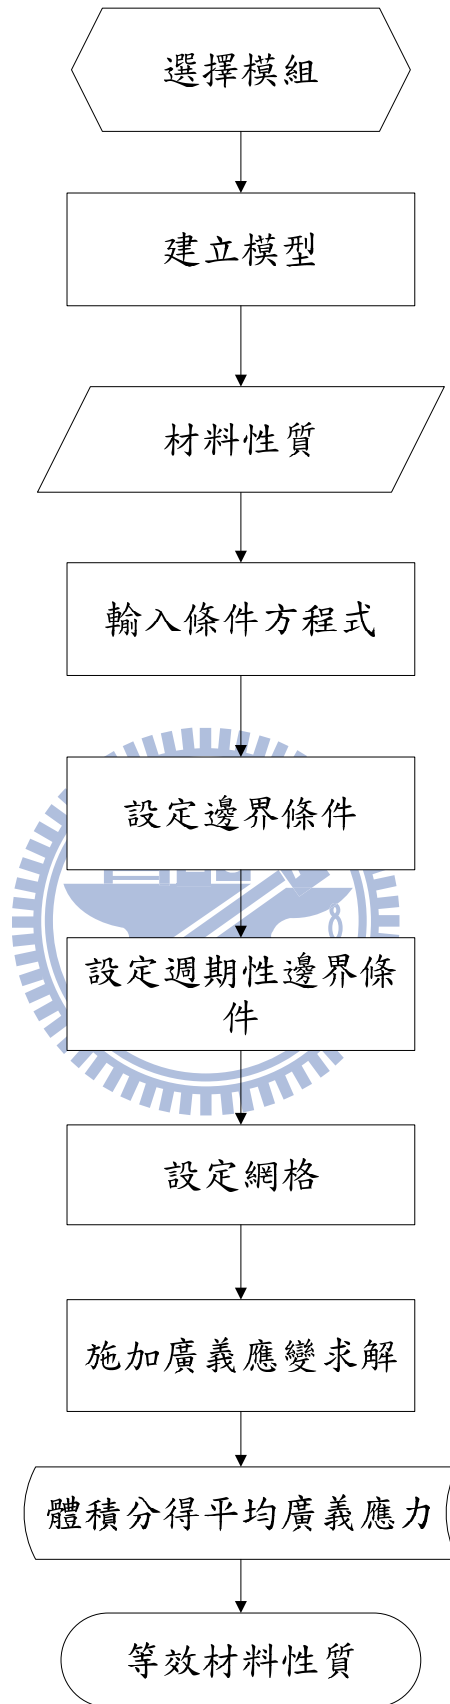 選擇模組
建立模型
材料性質
輸入條件方程式
設定邊界條件
設定週期性邊界條
件
設定網格
施加廣義應變求解
體積分得平均廣義應力
等效材料性質